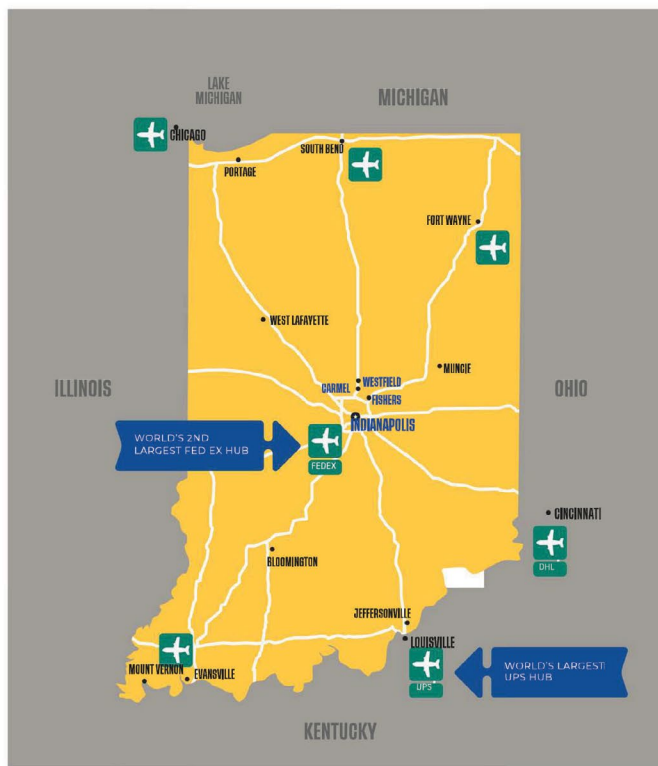 LAKE
MICHIGAN
MICHIGAN
CHICAGO
SOUTH BEND
PORTAGE
FORT WAYNE
WEST LAFAYETTE
MUNCIE
WESTFIELD
CARMEL
FISHERS
ILLINOIS
OHIO
INDIANAPOLIS
WORLD'S 2ND
LARGEST FED EX HUB
FEDEX
CINCINNATI
DHL
BLOOMINGTON
JEFFERSONVILLE
LOUISVILLE
MOUNT VERNON
EVANSVILLE
UPS
WORLD'S LARGEST
UPS HUB
KENTUCKY